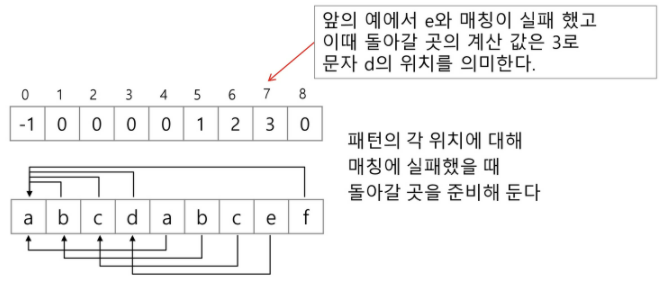 앞의 예에서 e와 매칭이 실패 했고
이때 돌아갈 곳의 계산 값은 3로
문자 d의 위치를 의미한다.
0 1 2 3 4 5 6 7 8
-1 0 0 0 0 1 2 3 0
패턴의 각 위치에 대해
매칭에 실패했을 때
돌아갈 곳을 준비해 둔다
a b c d a b c e f